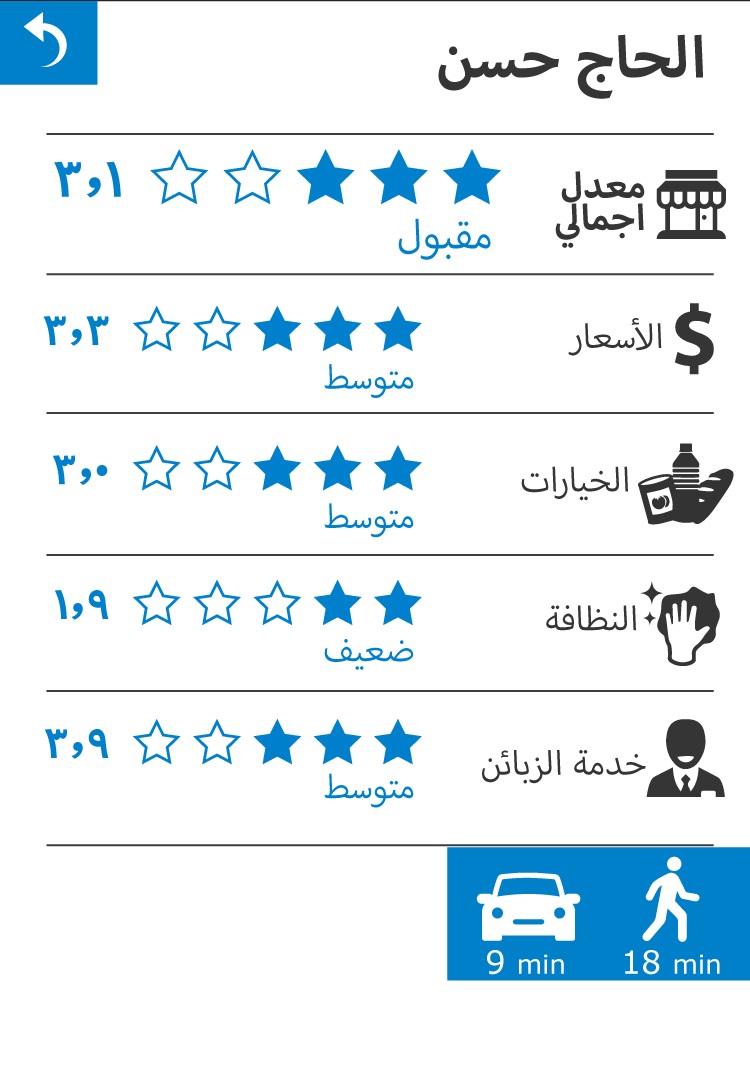 الحاج حسن
معدل
اجمالي
٣,١
مقبول
الأسعار
٣,٣
متوسط
الخيارات
٣,٠
متوسط
النظافة
١,٩
ضعيف
خدمة الزبائن
٣,٩
متوسط
18 min
9 min